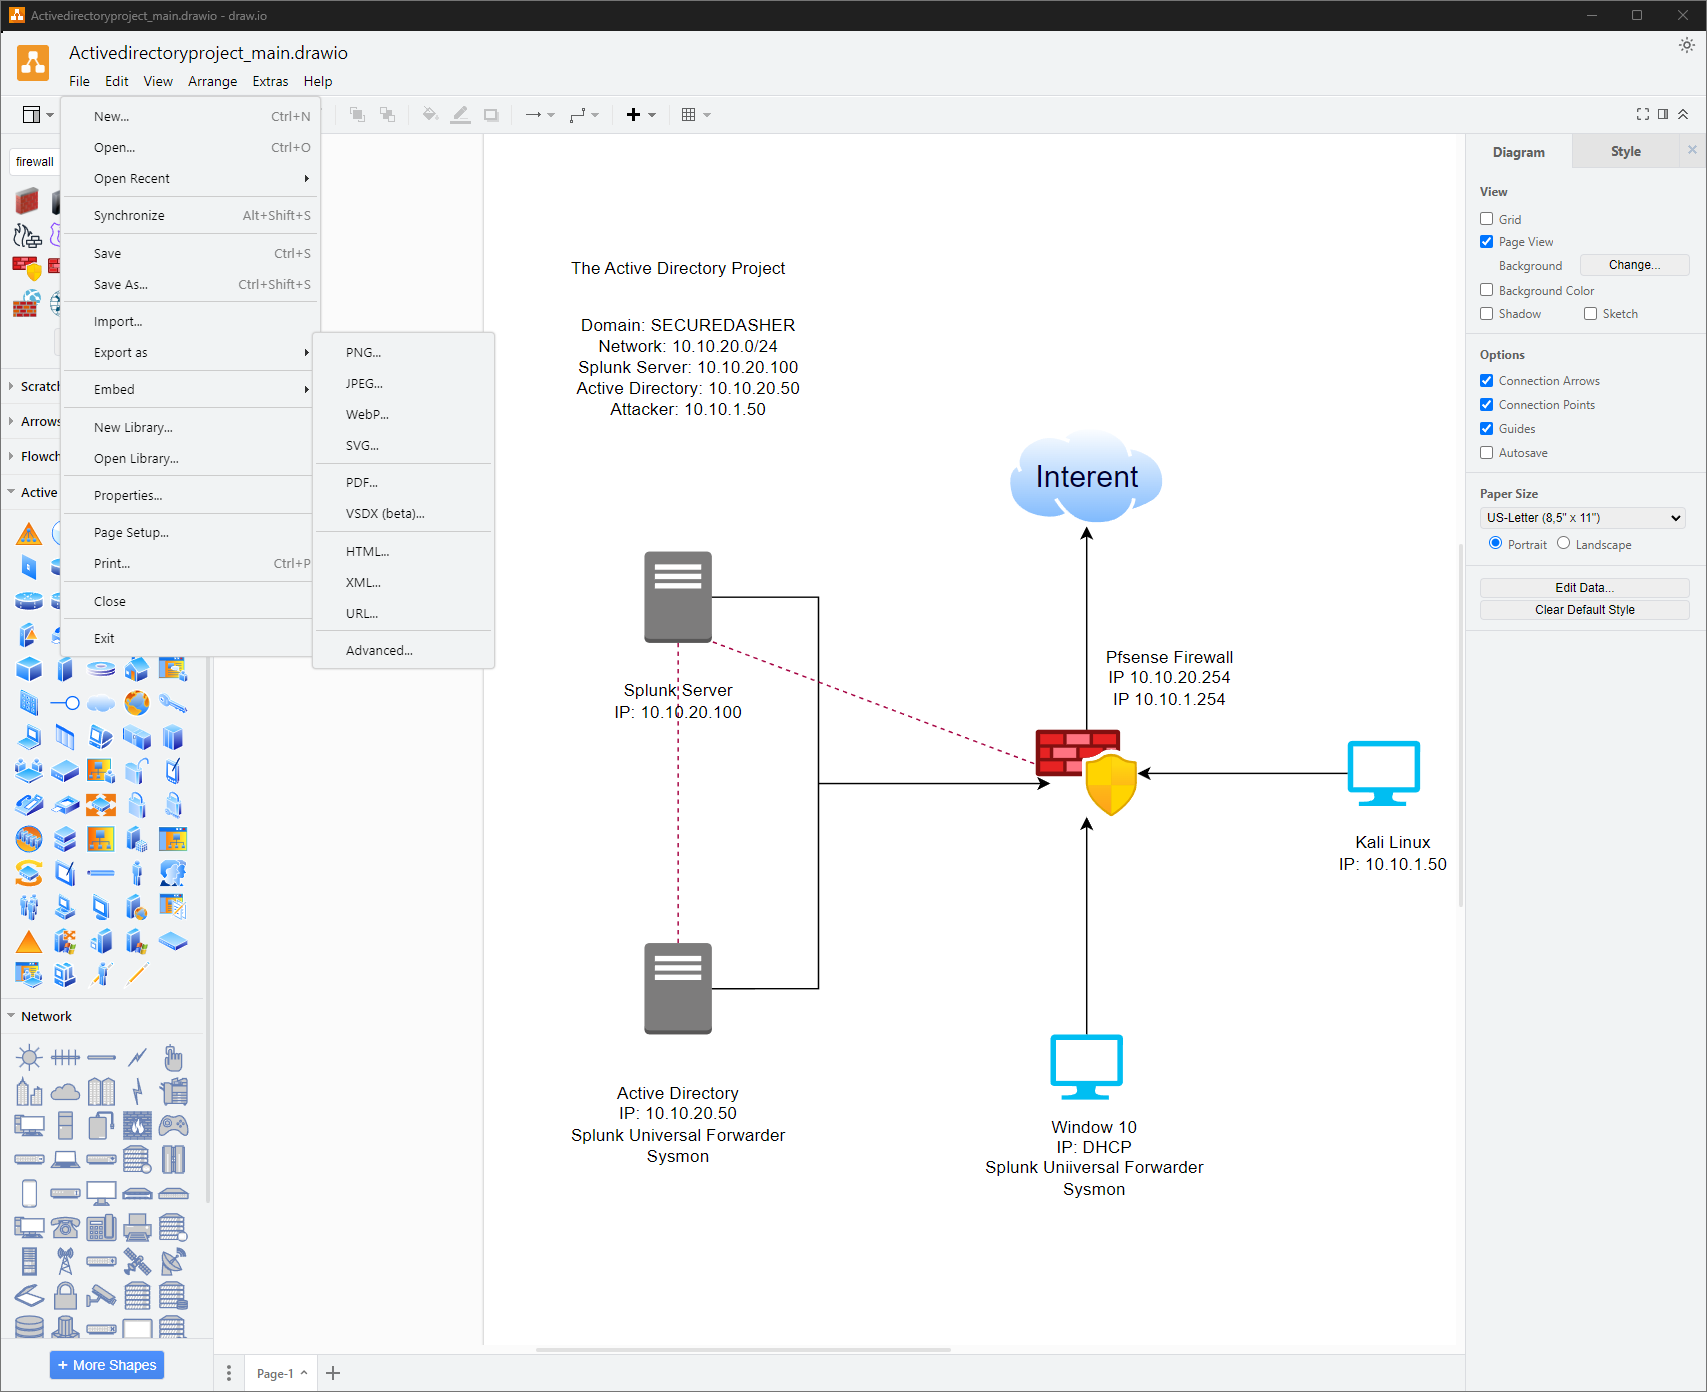 Activedirectoryproject_main.drawio - draw.io
Activedirectoryproject_main.drawio
File Edit View Arrange Extras Help
New... Ctrl+N
Open... Ctrl+O
Open Recent
Synchronize Alt+Shift+S
Save Ctrl+S
Save As... Ctrl+Shift+S
Import...
Export as
Embed
New Library...
Open Library...
Properties...
Page Setup...
Print... Ctrl+P
Close
Exit
PNG...
JPEG...
WebP...
SVG...
PDF...
VSDX (beta)...
HTML...
XML...
URL...
Advanced...
firewall
Scratch
Arrows
Flowch
Active
Network
+ More Shapes
The Active Directory Project
Domain: SECUREDASHER
Network: 10.10.20.0/24
Splunk Server: 10.10.20.100
Active Directory: 10.10.20.50
Attacker: 10.10.1.50
Interent
Splunk Server
IP: 10.10.20.100
Pfsense Firewall
IP 10.10.20.254
IP 10.10.1.254
Kali Linux
IP: 10.10.1.50
Active Directory
IP: 10.10.20.50
Splunk Universal Forwarder
Sysmon
Window 10
IP: DHCP
Splunk Uniiversal Forwarder
Sysmon
Page-1
Diagram Style
View
Grid
Page View
Background Change...
Background Color
Shadow Sketch
Options
Connection Arrows
Connection Points
Guides
Autosave
Paper Size
US-Letter (8,5" x 11")
Portrait Landscape
Edit Data...
Clear Default Style